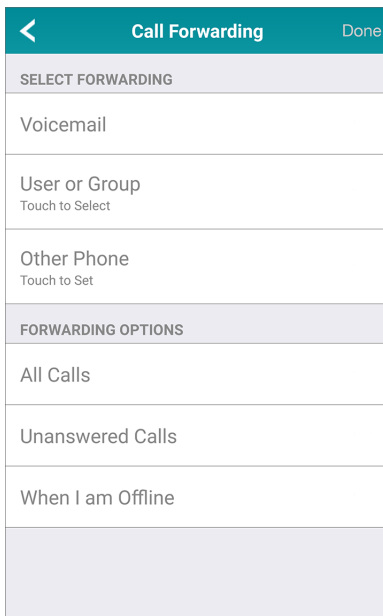 Call Forwarding Done
SELECT FORWARDING
Voicemail
User or Group
Touch to Select
Other Phone
Touch to Set
FORWARDING OPTIONS
All Calls
Unanswered Calls
When I am Offline